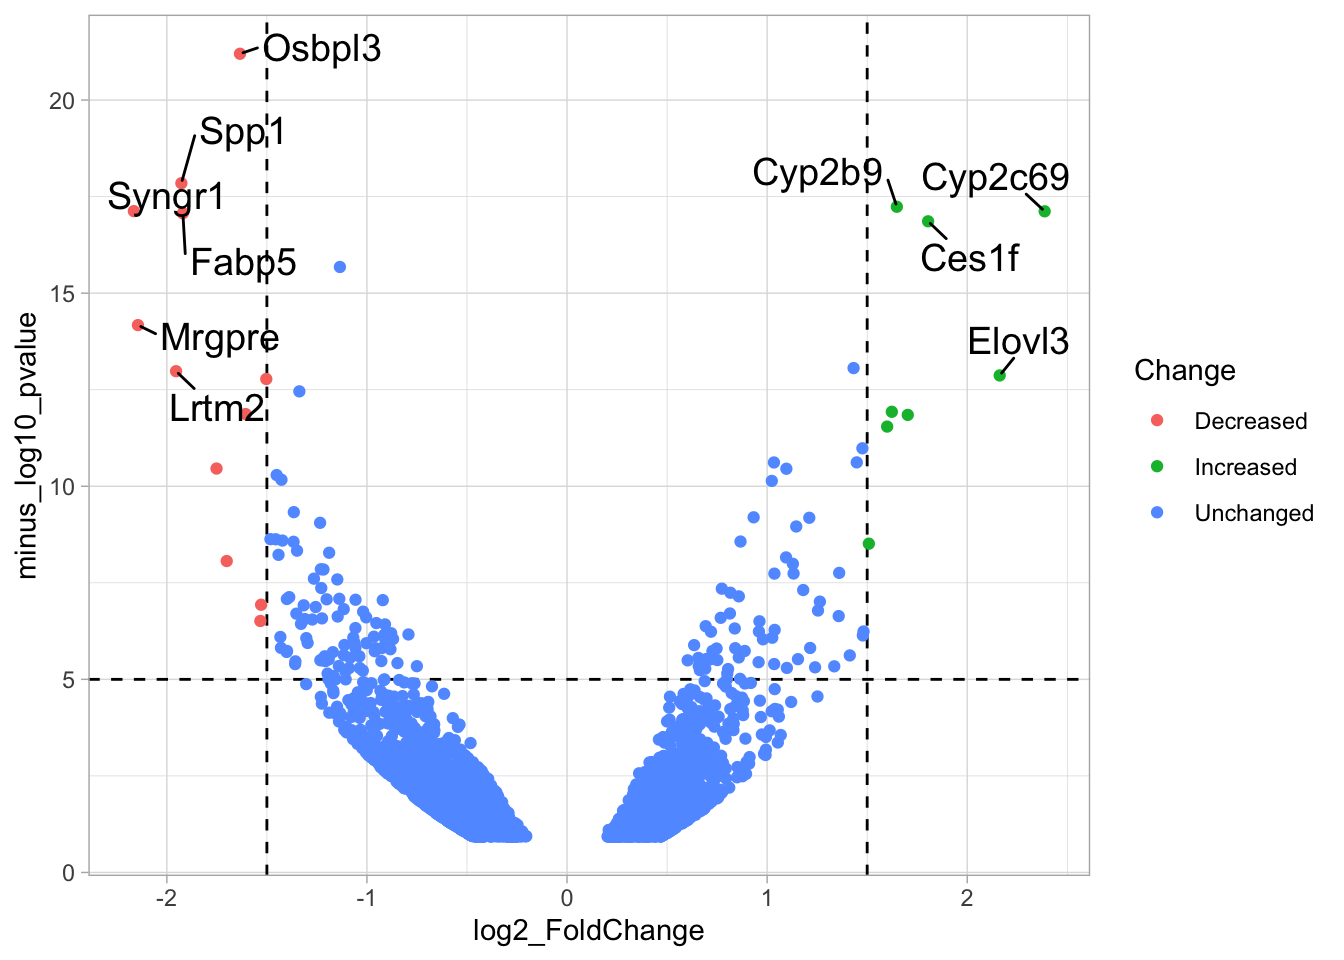 Osbpl3
Spp1
Syngr1
Fabp5
Mrgpre
Lrtm2
Cyp2b9
Cyp2c69
Ces1f
Elovl3
20
15
10
5
0
minus_log10_pvalue
-2
-1
0
1
2
log2_FoldChange
Change
Decreased
Increased
Unchanged